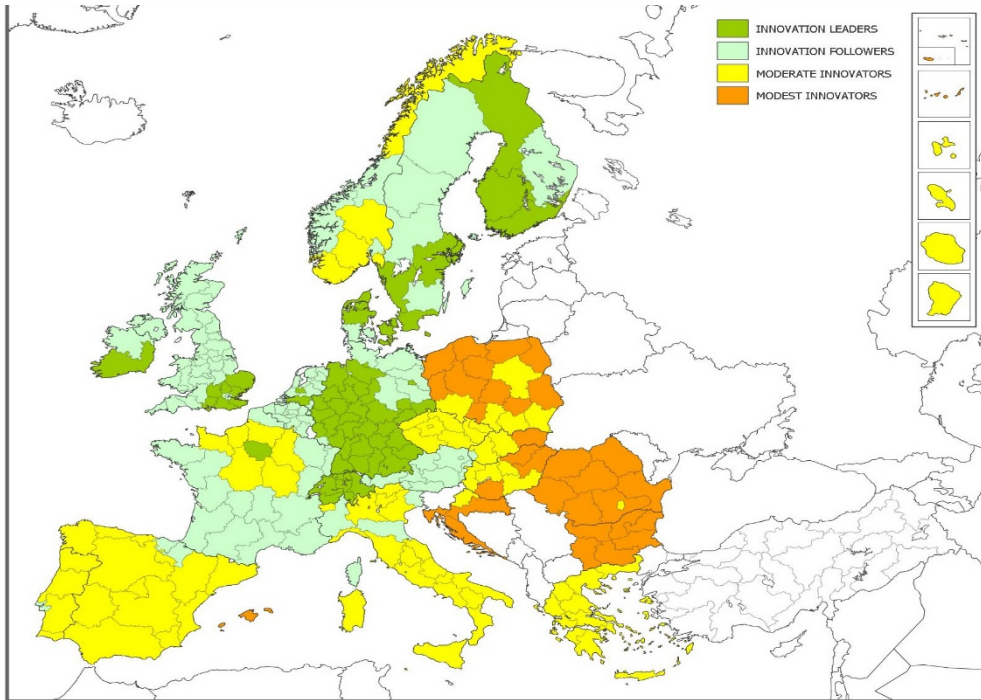 INNOVATION LEADERS
INNOVATION FOLLOWERS
MODERATE INNOVATORS
MODEST INNOVATORS